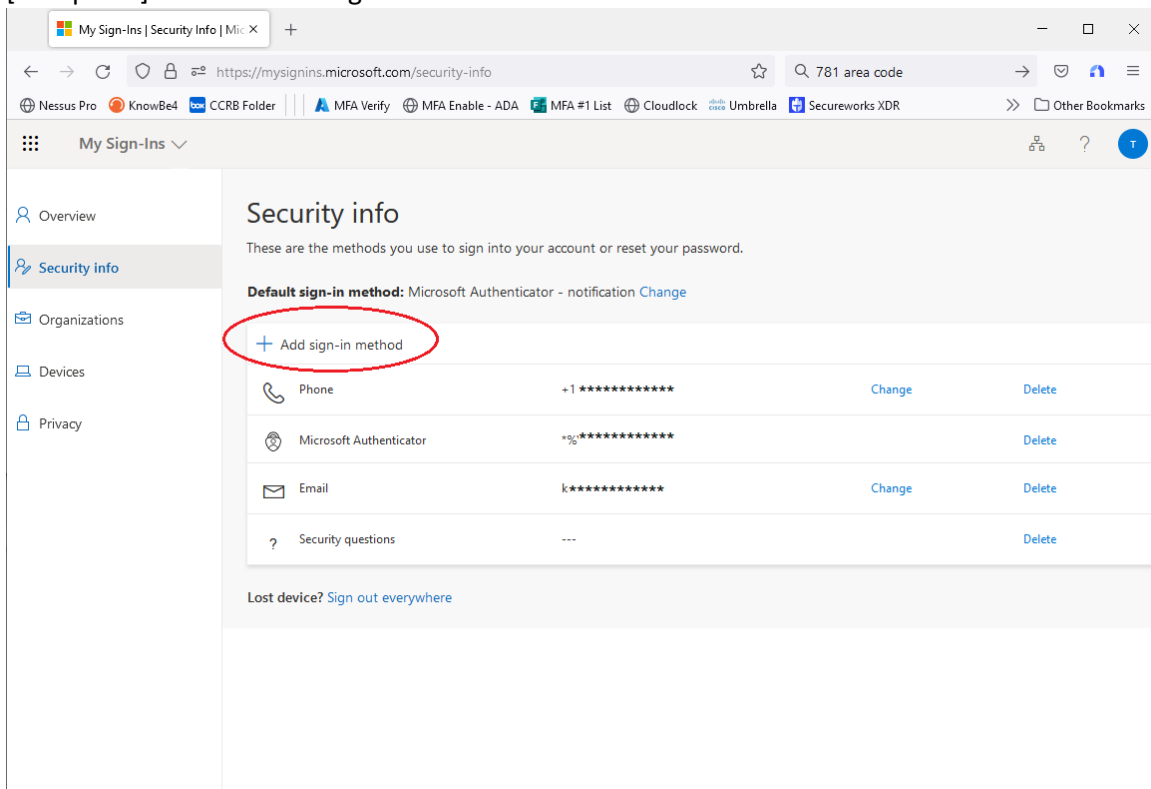 My Sign-Ins | Security Info | Mic
https://mysignins.microsoft.com/security-info
781 area code
Nessus Pro KnowBe4 box CCRB Folder MFA Verify MFA Enable - ADA MFA #1 List Cloudlock cisco Umbrella Secureworks XDR Other Bookmarks
My Sign-Ins ? T
Overview
Security info
Organizations
Devices
Privacy
Security info
These are the methods you use to sign into your account or reset your password.
Default sign-in method: Microsoft Authenticator - notification Change
+ Add sign-in method
Phone +1 ************ Change Delete
Microsoft Authenticator *%************* Delete
Email k************ Change Delete
? Security questions --- Delete
Lost device? Sign out everywhere